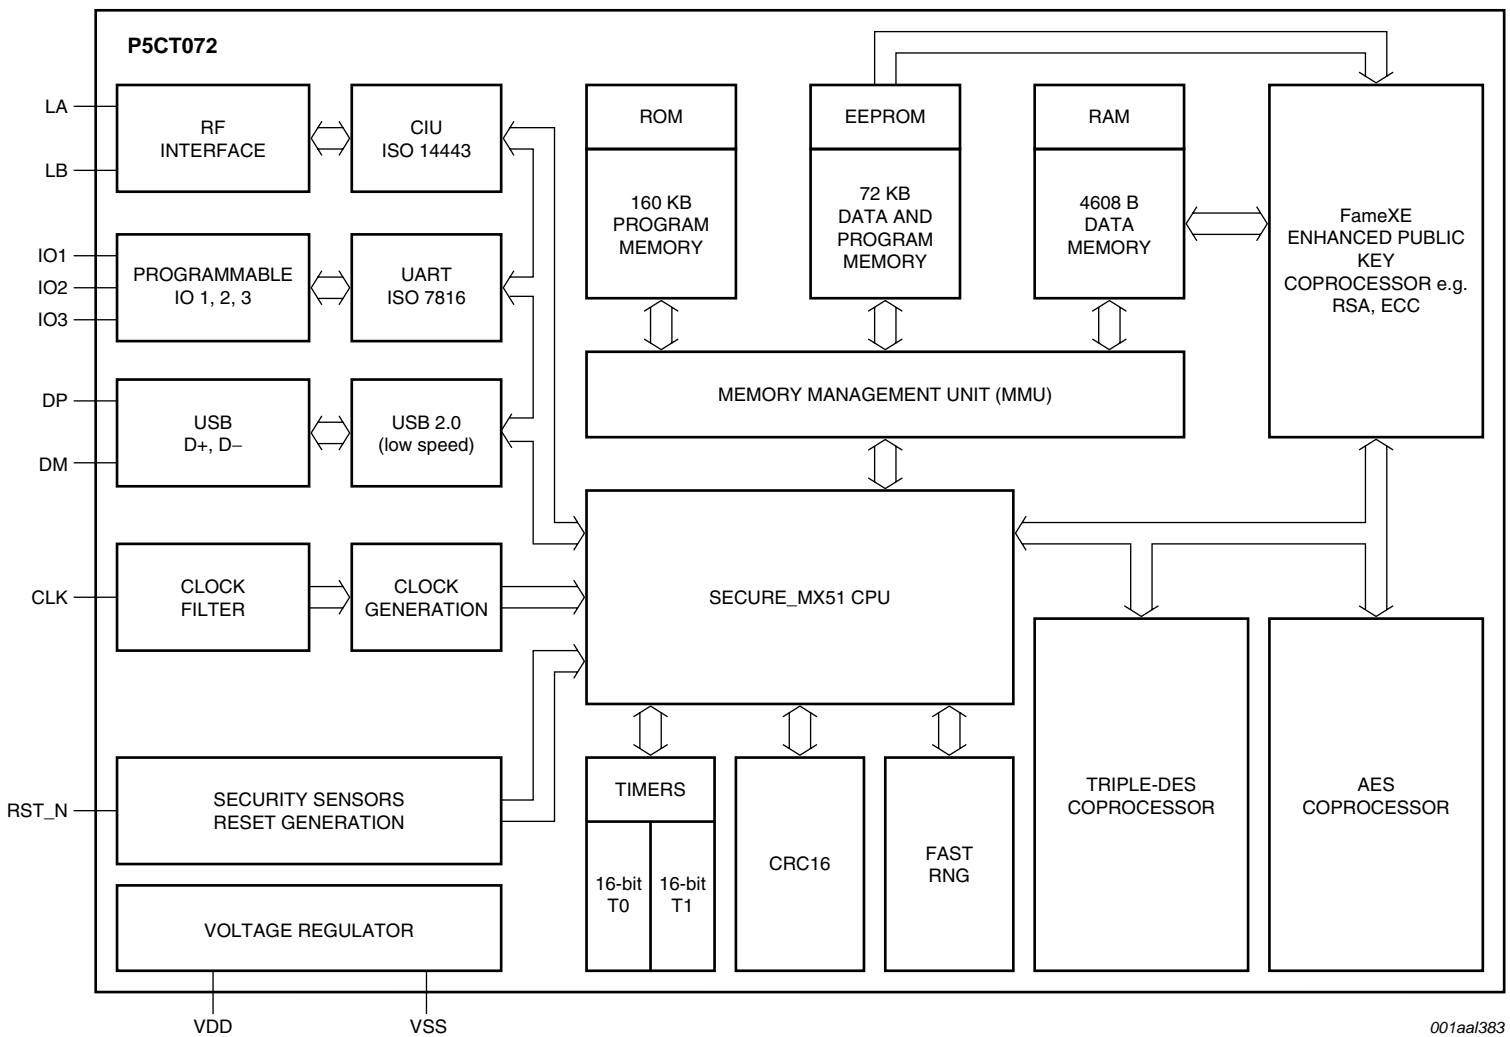 P5CT072
LA
LB
RF
INTERFACE
CIU
ISO 14443
ROM
160 KB
PROGRAM
MEMORY
EEPROM
72 KB
DATA AND
PROGRAM
MEMORY
RAM
4608 B
DATA
MEMORY
FameXE
ENHANCED PUBLIC
KEY
COPROCESSOR e.g.
RSA, ECC
IO1
IO2
IO3
PROGRAMMABLE
IO 1, 2, 3
UART
ISO 7816
MEMORY MANAGEMENT UNIT (MMU)
DP
DM
USB
D+, D−
USB 2.0
(low speed)
CLK
CLOCK
FILTER
CLOCK
GENERATION
SECURE_MX51 CPU
RST_N
SECURITY SENSORS
RESET GENERATION
TIMERS
16-bit
T0
16-bit
T1
CRC16
FAST
RNG
TRIPLE-DES
COPROCESSOR
AES
COPROCESSOR
VOLTAGE REGULATOR
VDD
VSS
001aal383